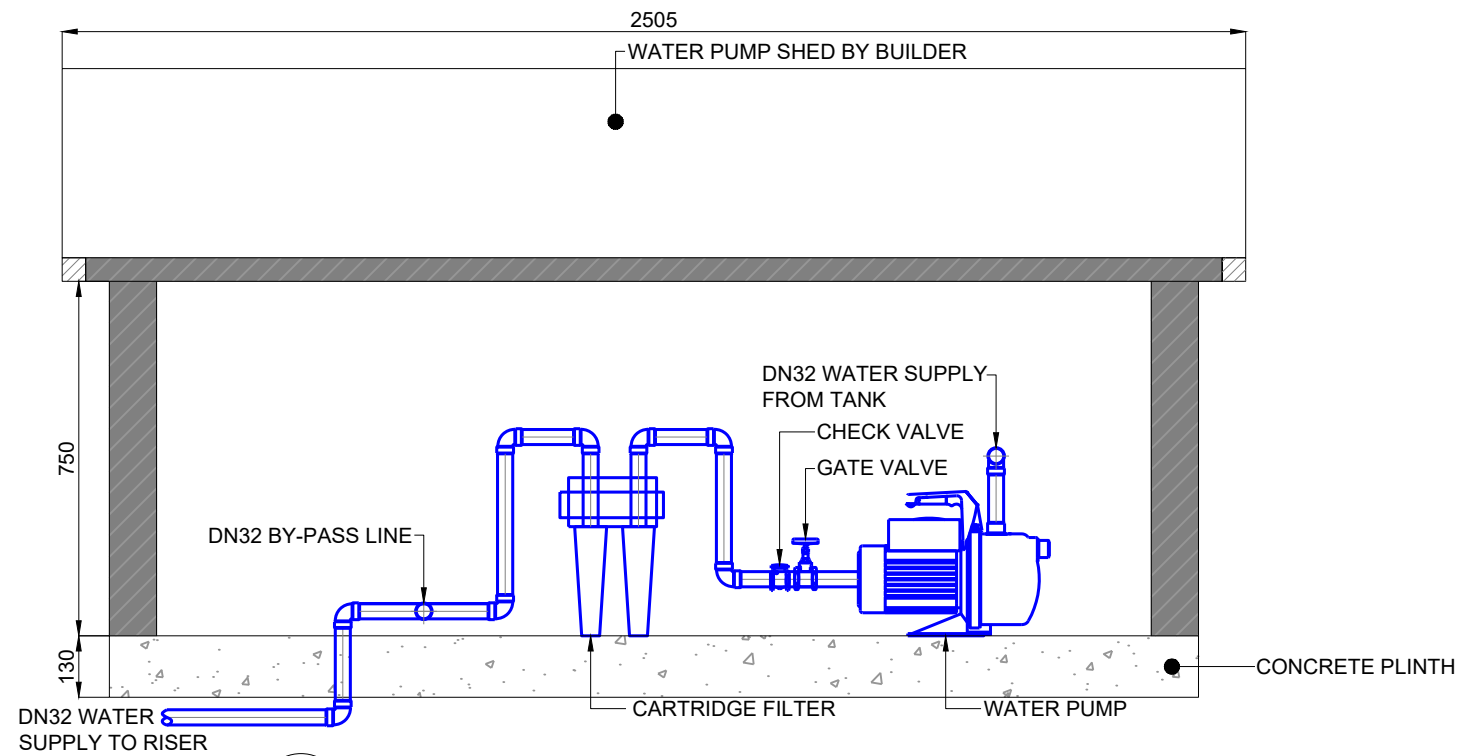 2505
WATER PUMP SHED BY BUILDER
DN32 WATER SUPPLY
FROM TANK
CHECK VALVE
GATE VALVE
750
DN32 BY-PASS LINE
130
CONCRETE PLINTH
CARTRIDGE FILTER
WATER PUMP
DN32 WATER
SUPPLY TO RISER